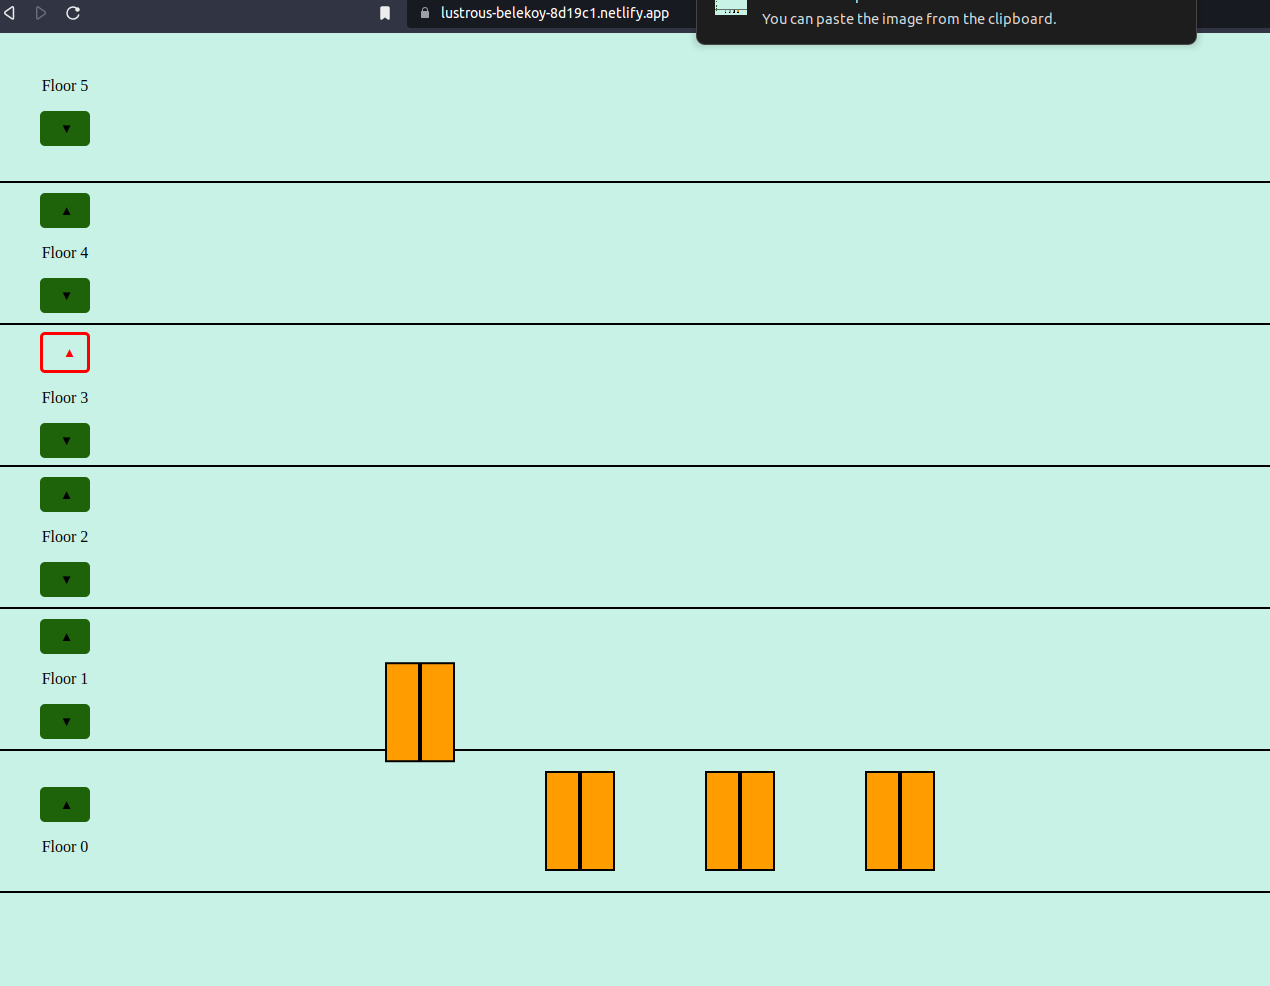 lustrous-belekoy-8d19c1.netlify.app
You can paste the image from the clipboard.
Floor 5
▼
▲
Floor 4
▼
▲
Floor 3
▼
▲
Floor 2
▼
▲
Floor 1
▼
▲
Floor 0